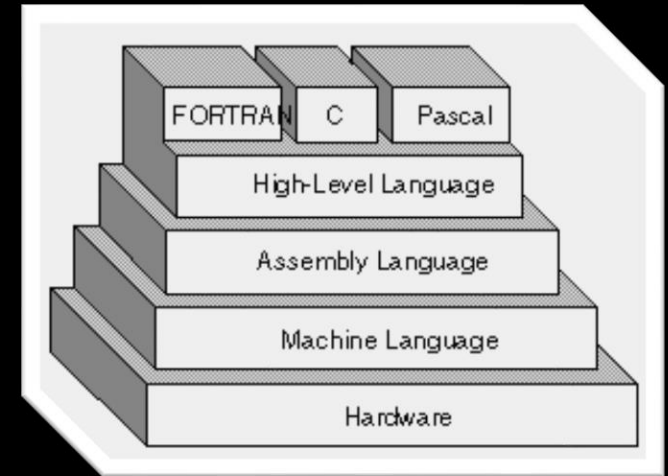 FORTRAN C Pascal
High-Level Language
Assembly Language
Machine Language
Hardware